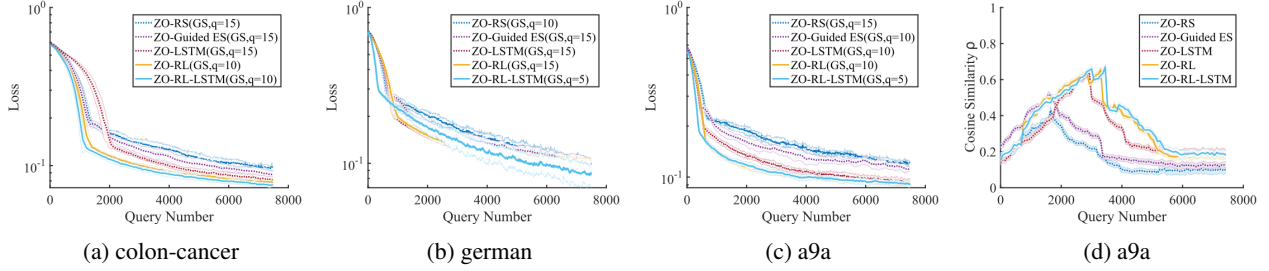 10⁰
10⁻¹
Loss
0 2000 4000 6000 8000
Query Number
ZO-RS(GS,q=15)
ZO-Guided ES(GS,q=15)
ZO-LSTM(GS,q=15)
ZO-RL(GS,q=10)
ZO-RL-LSTM(GS,q=10)
(a) colon-cancer
10⁰
10⁻¹
Loss
0 2000 4000 6000 8000
Query Number
ZO-RS(GS,q=10)
ZO-Guided ES(GS,q=15)
ZO-LSTM(GS,q=15)
ZO-RL(GS,q=15)
ZO-RL-LSTM(GS,q=5)
(b) german
10⁰
10⁻¹
Loss
0 2000 4000 6000 8000
Query Number
ZO-RS(GS,q=15)
ZO-Guided ES(GS,q=10)
ZO-LSTM(GS,q=10)
ZO-RL(GS,q=10)
ZO-RL-LSTM(GS,q=5)
(c) a9a
1
0.8
0.6
0.4
0.2
0
Cosine Similarity ρ
0 2000 4000 6000 8000
Query Number
ZO-RS
ZO-Guided ES
ZO-LSTM
ZO-RL
ZO-RL-LSTM
(d) a9a